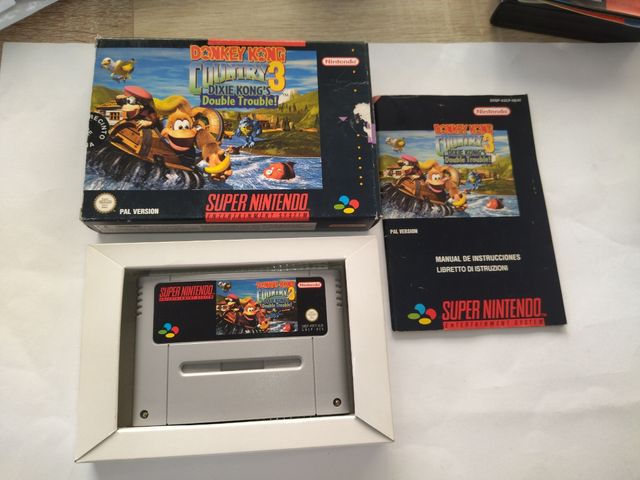 DONKEY KONG
COUNTRY 3
DIXIE KONG'S
Double Trouble!
TM
Nintendo
PAL VERSION
SUPER NINTENDO
ENTERTAINMENT SYSTEM
Nintendo
DONKEY KONG
COUNTRY 3
DIXIE KONG'S
Double Trouble!
PAL VERSION
MANUAL DE INSTRUCCIONES
LIBRETTO DI ISTRUZIONI
SUPER NINTENDO
ENTERTAINMENT SYSTEM
SUPER NINTENDO
ENTERTAINMENT SYSTEM
DONKEY KONG
COUNTRY 3
DIXIE KONG'S
Double Trouble!
Nintendo